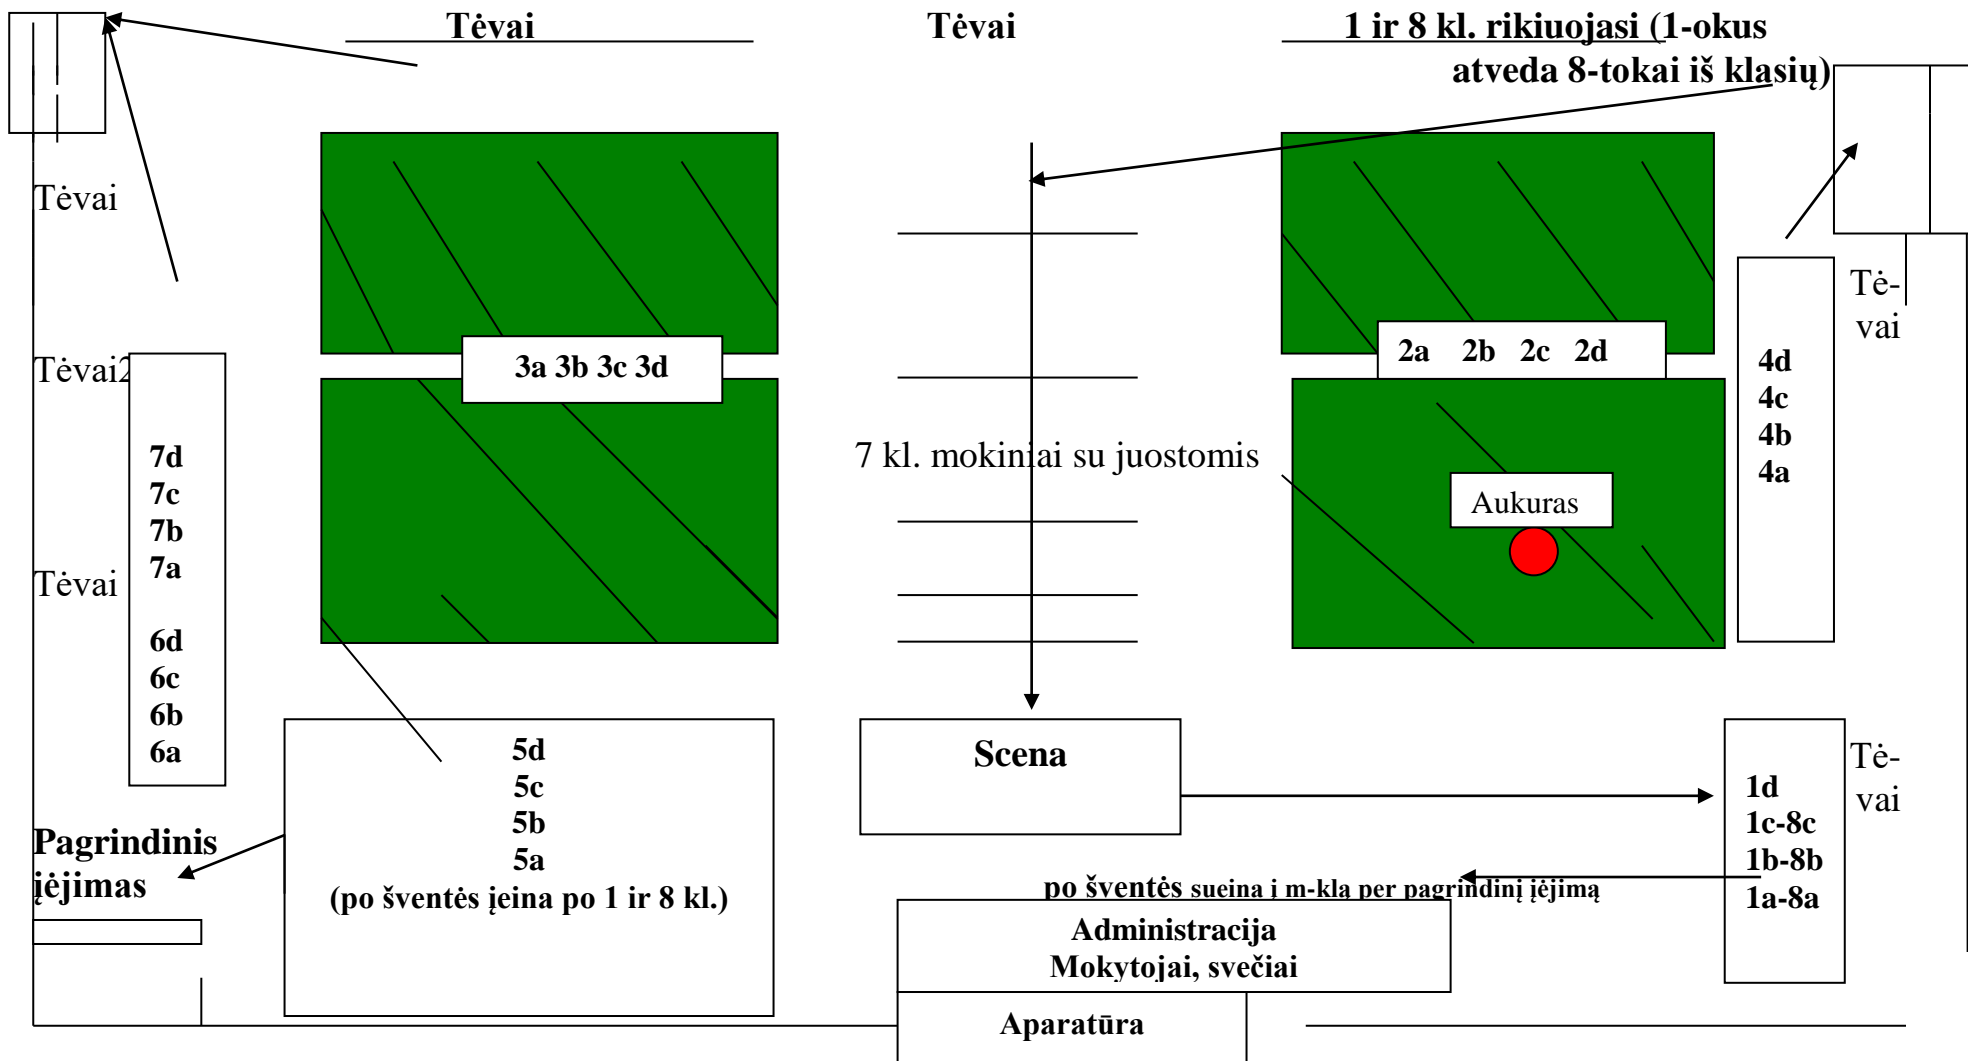 Tėvai
Tėvai
1 ir 8 kl. rikiuojasi (1-okus
atveda 8-tokai iš klasių)
Tėvai
Tė-
vai
Tėvai2
3a 3b 3c 3d
2a 2b 2c 2d
4d
4c
4b
4a
7d
7c
7b
7a
7 kl. mokiniai su juostomis
Aukuras
Tėvai
6d
6c
6b
6a
5d
5c
5b
5a
(po šventės įeina po 1 ir 8 kl.)
Scena
Tė-
vai
1d
1c-8c
1b-8b
1a-8a
Pagrindinis
įėjimas
po šventės sueina į m-klą per pagrindinį įėjimą
Administracija
Mokytojai, svečiai
Aparatūra